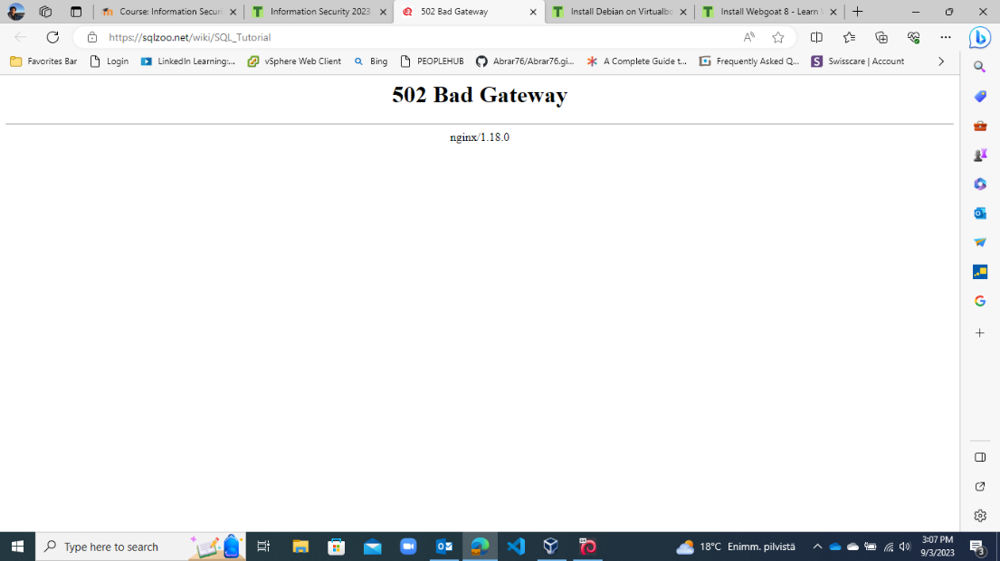 Course: Information Securi
Information Security 2023
502 Bad Gateway
Install Debian on Virtualbo
Install Webgoat 8 - Learn
https://sqlzoo.net/wiki/SQL_Tutorial
Favorites Bar
Login
LinkedIn Learning:...
vSphere Web Client
Bing
PEOPLEHUB
Abrar76/Abrar76.gi...
A Complete Guide t...
Frequently Asked Q...
Swisscare | Account
502 Bad Gateway
nginx/1.18.0
Type here to search
18°C Enimm. pilvistä
3:07 PM
9/3/2023
3